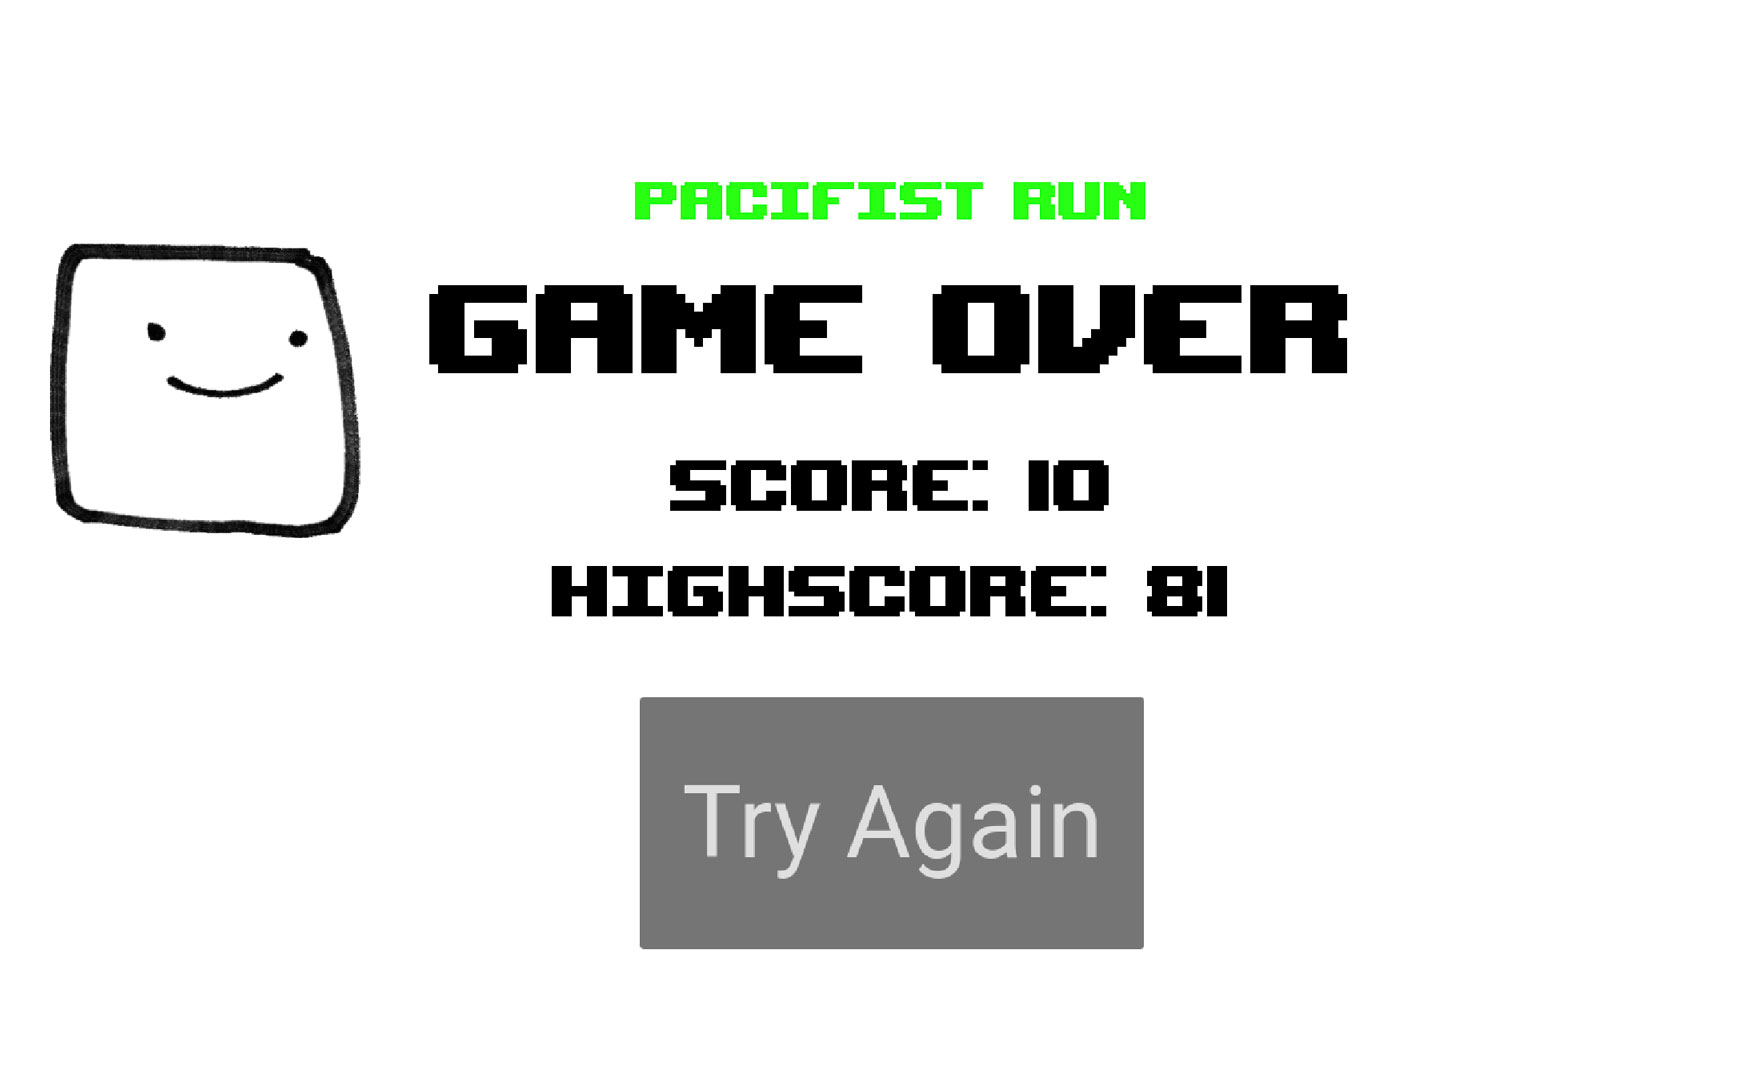 PACIFIST RUN
GAME OVER
SCORE: 10
HIGHSCORE: 81
Try Again